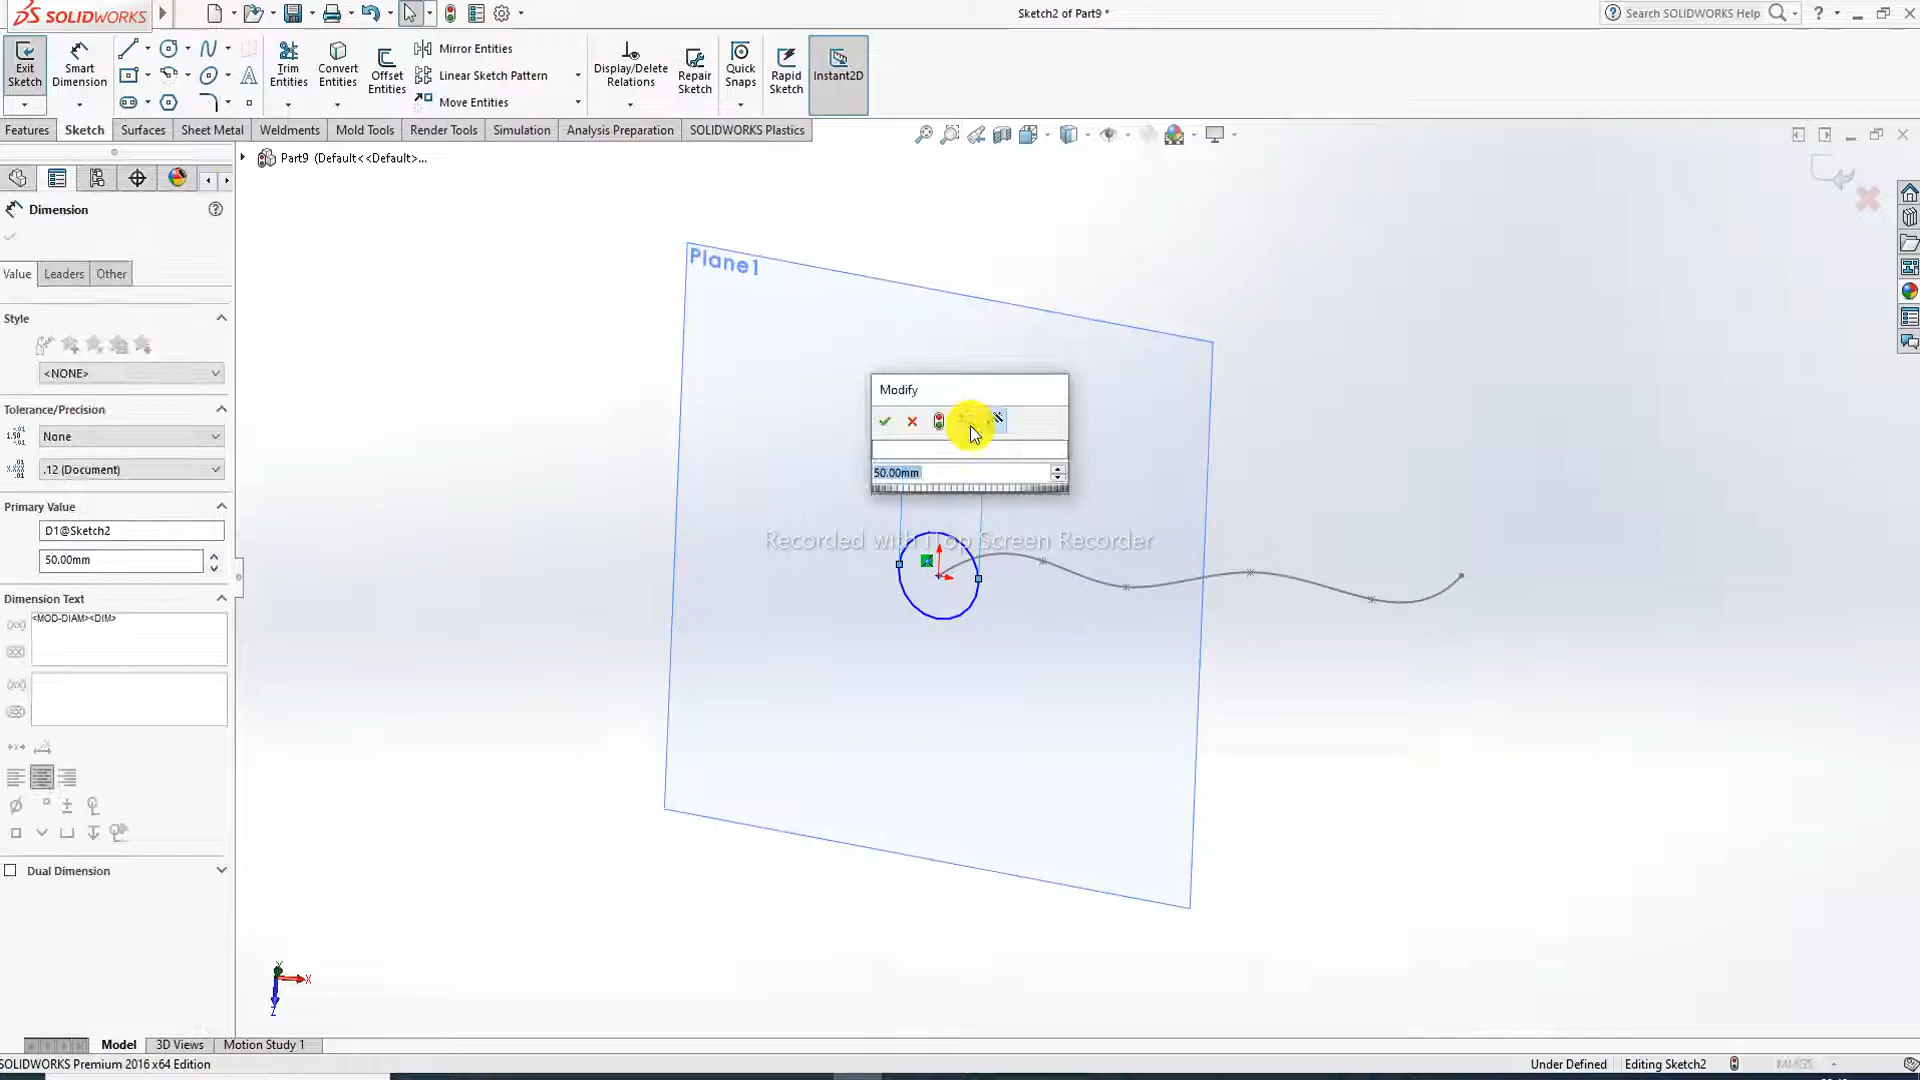 SOLIDWORKS
Sketch2 of Part9 *
Search SOLIDWORKS Help
Exit Sketch
Smart Dimension
Trim Entities
Convert Entities
Offset Entities
Mirror Entities
Linear Sketch Pattern
Move Entities
Display/Delete Relations
Repair Sketch
Quick Snaps
Rapid Sketch
Instant2D
Features
Sketch
Surfaces
Sheet Metal
Weldments
Mold Tools
Render Tools
Simulation
Analysis Preparation
SOLIDWORKS Plastics
Part9 (Default<<Default>...
Dimension
Value
Leaders
Other
Style
<NONE>
Tolerance/Precision
None
.12 (Document)
Primary Value
D1@Sketch2
50.00mm
Dimension Text
<MOD-DIAM><DIM>
Dual Dimension
Plane1
Modify
50.00mm
Recorded with iTop Screen Recorder
Y
X
Z
Model
3D Views
Motion Study 1
SOLIDWORKS Premium 2016 x64 Edition
Under Defined
Editing Sketch2
MMGS